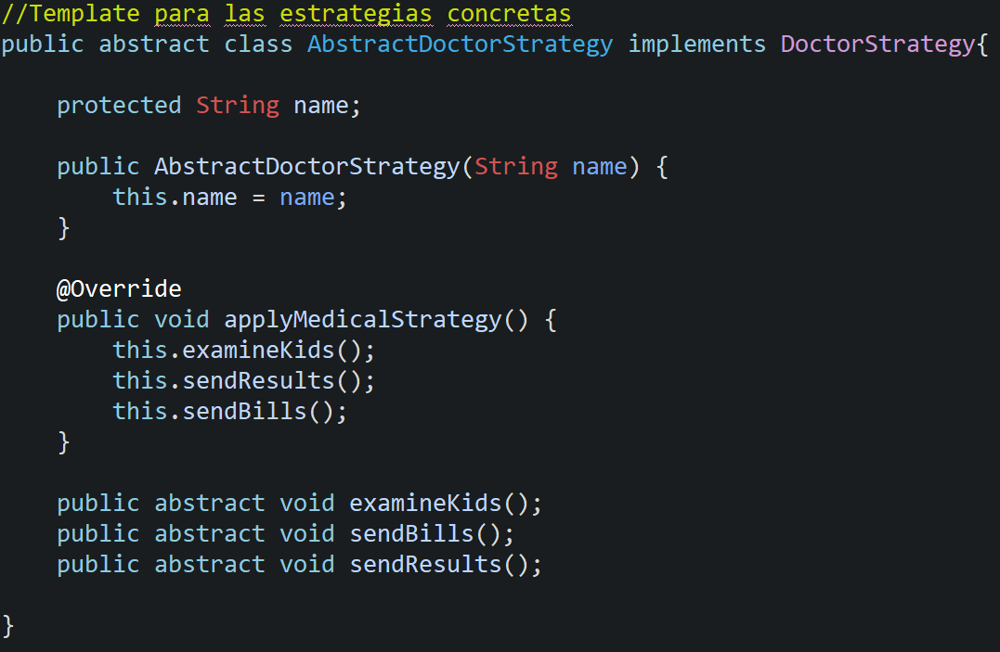 //Template para las estrategias concretas
public abstract class AbstractDoctorStrategy implements DoctorStrategy{
protected String name;
public AbstractDoctorStrategy(String name) {
this.name = name;
}
@Override
public void applyMedicalStrategy() {
this.examineKids();
this.sendResults();
this.sendBills();
}
public abstract void examineKids();
public abstract void sendBills();
public abstract void sendResults();
}